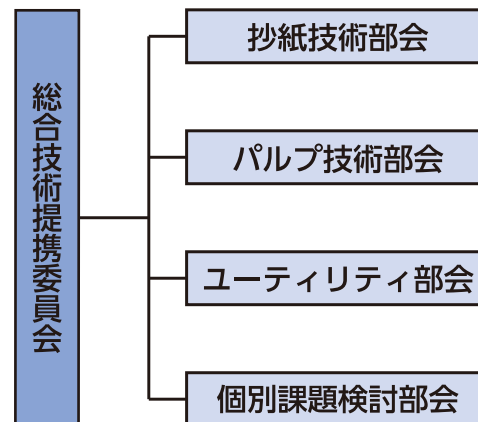 総合技術提携委員会
抄紙技術部会
パルプ技術部会
ユーティリティ部会
個別課題検討部会